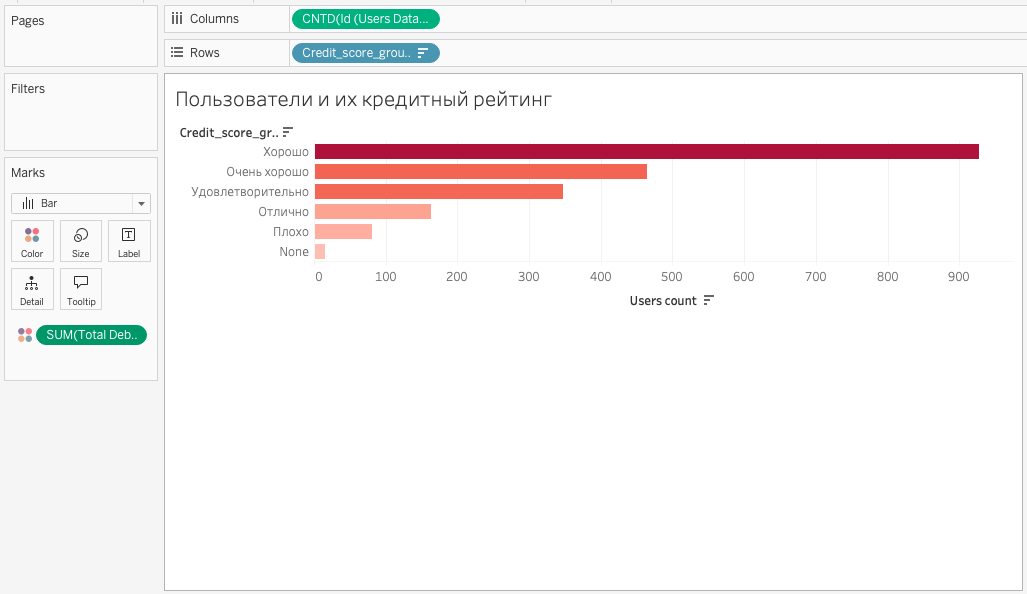 Pages
Columns
CNTD(Id (Users Data...
Rows
Credit_score_grou..
Filters
Marks
Bar
Color
Size
Label
Detail
Tooltip
SUM(Total Deb..
Пользователи и их кредитный рейтинг
Credit_score_gr..
Хорошо
Очень хорошо
Удовлетворительно
Отлично
Плохо
None
0 100 200 300 400 500 600 700 800 900
Users count